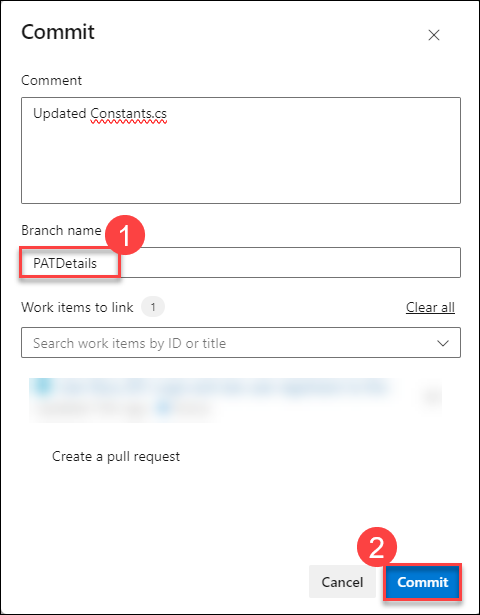 Commit
Comment
Updated Constants.cs
Branch name
1
PATDetails
Work items to link 1
Clear all
Search work items by ID or title
Create a pull request
2
Cancel
Commit